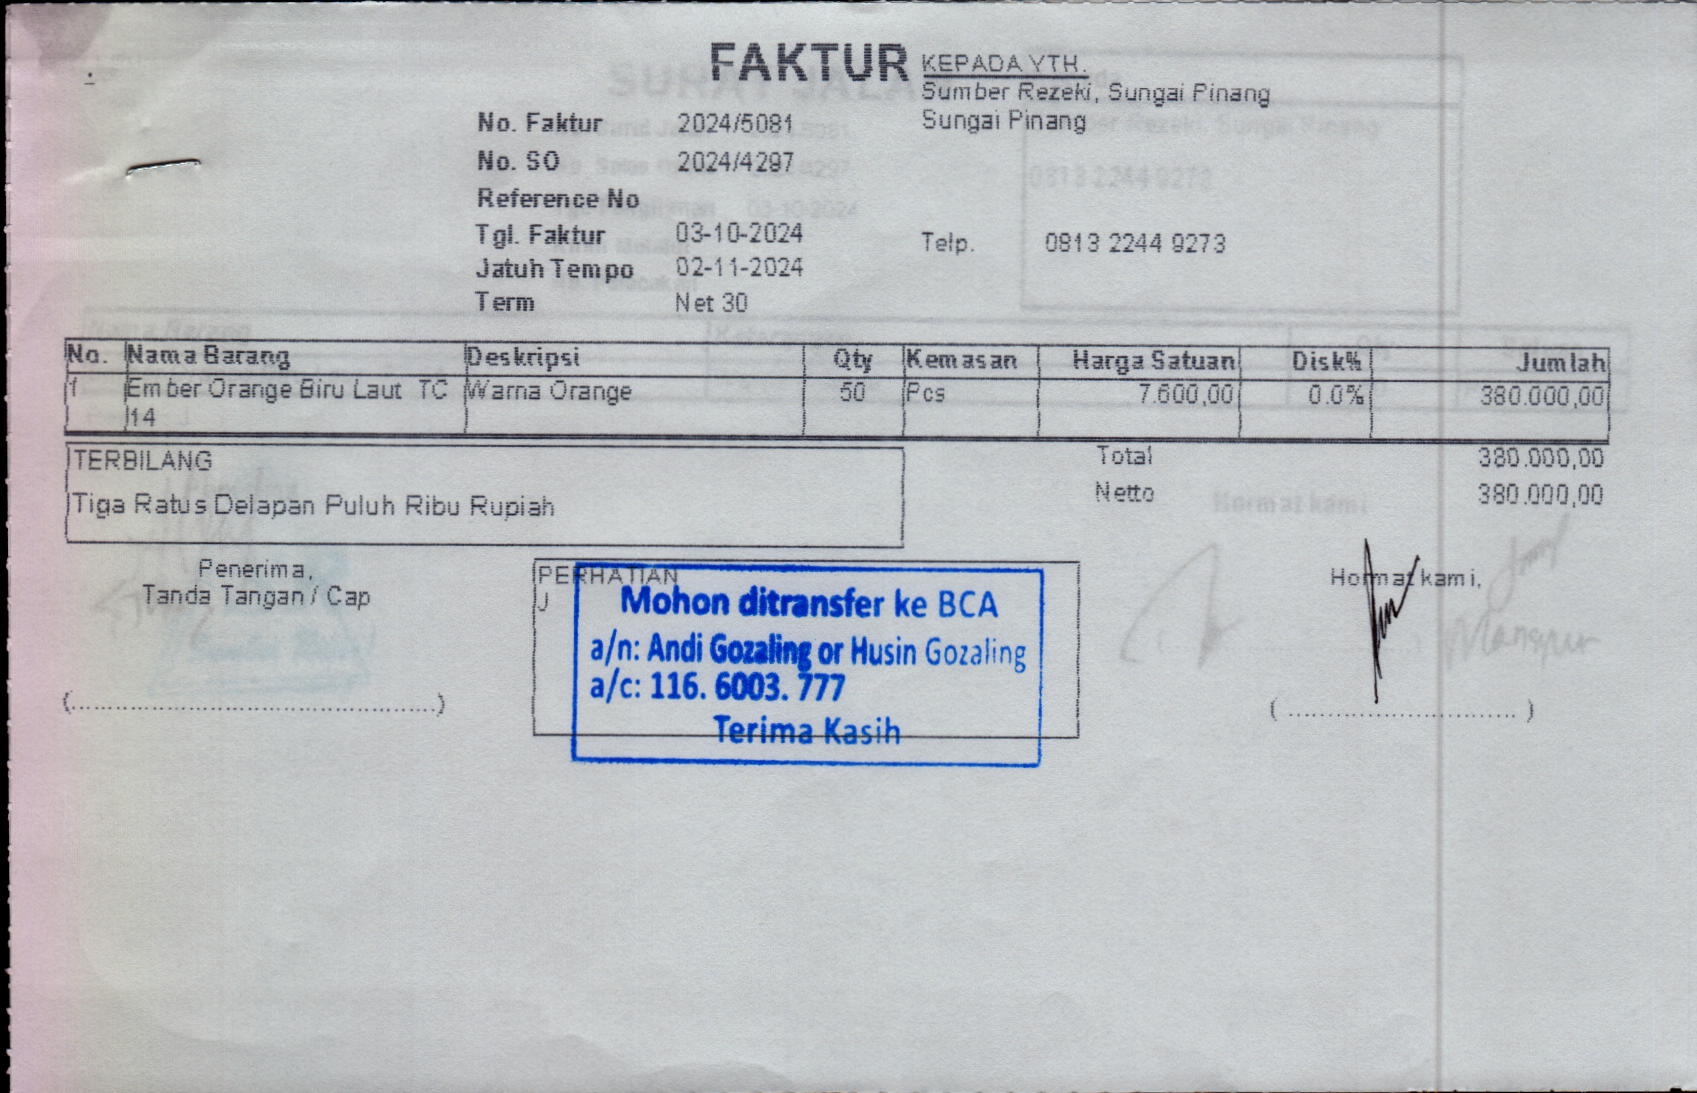 FAKTUR
KEPADA YTH.
Sumber Rezeki, Sungai Pinang
Sungai Pinang
No. Faktur 2024/5081
No. SO 2024/4297
Reference No
Tgl. Faktur 03-10-2024
Telp. 0813 2244 9273
Jatuh Tempo 02-11-2024
Term Net 30
No. Nama Barang Deskripsi Qty Kemasan Harga Satuan Disk% Jumlah
1 Ember Orange Biru Laut TC Warna Orange 50 Pcs 7.600,00 0.0% 380.000,00
14
TERBILANG
Total 380.000,00
Tiga Ratus Delapan Puluh Ribu Rupiah
Netto 380.000,00
Penerima,
Tanda Tangan / Cap
PERHATIAN
J
Mohon ditransfer ke BCA
a/n: Andi Gozaling or Husin Gozaling
a/c: 116. 6003. 777
Terima Kasih
Hormat kami,
(..............................................)
( ............................. )